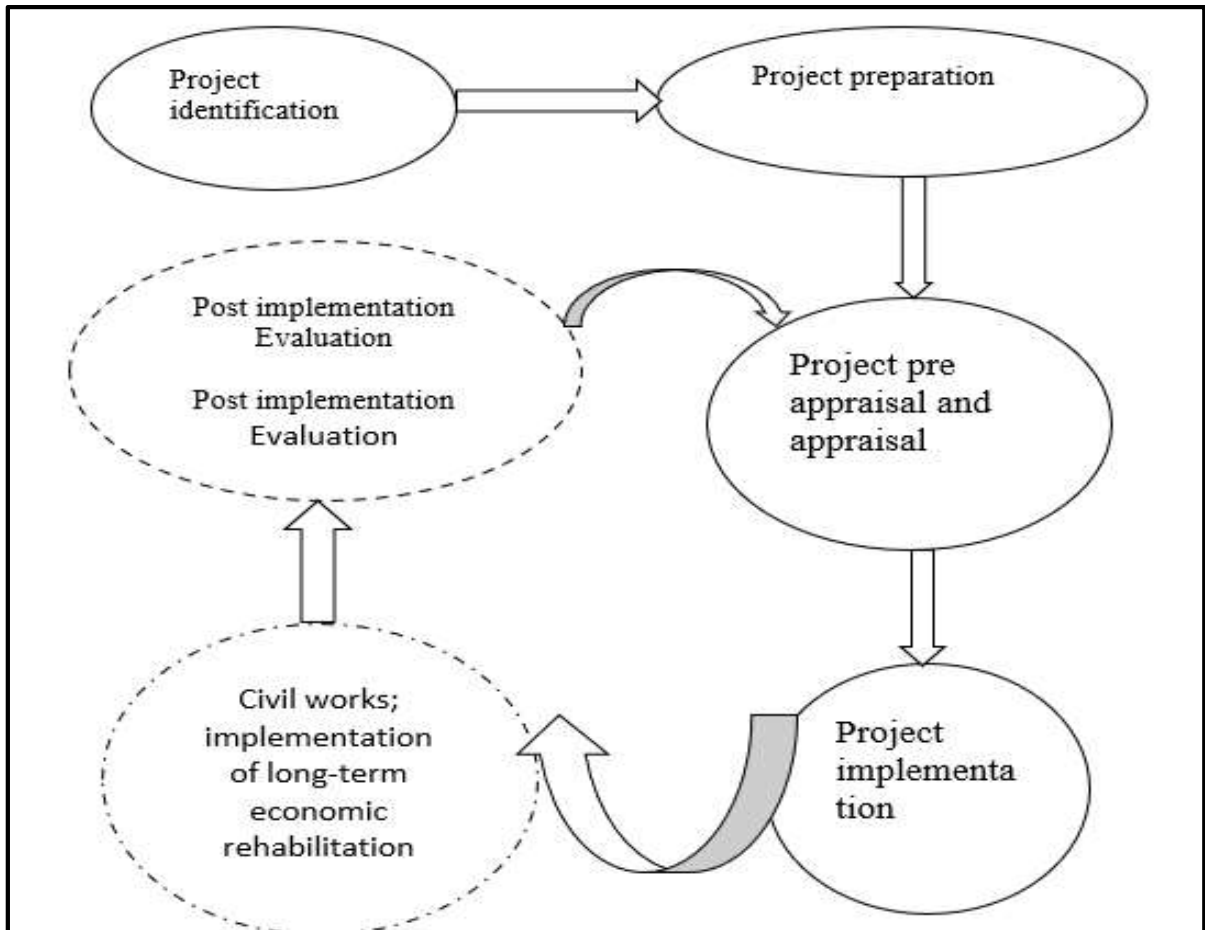 Project
identification
Project preparation
Post implementation
Evaluation
Post implementation
Evaluation
Project pre
appraisal and
appraisal
Civil works;
implementation
of long-term
economic
rehabilitation
Project
implementa
tion